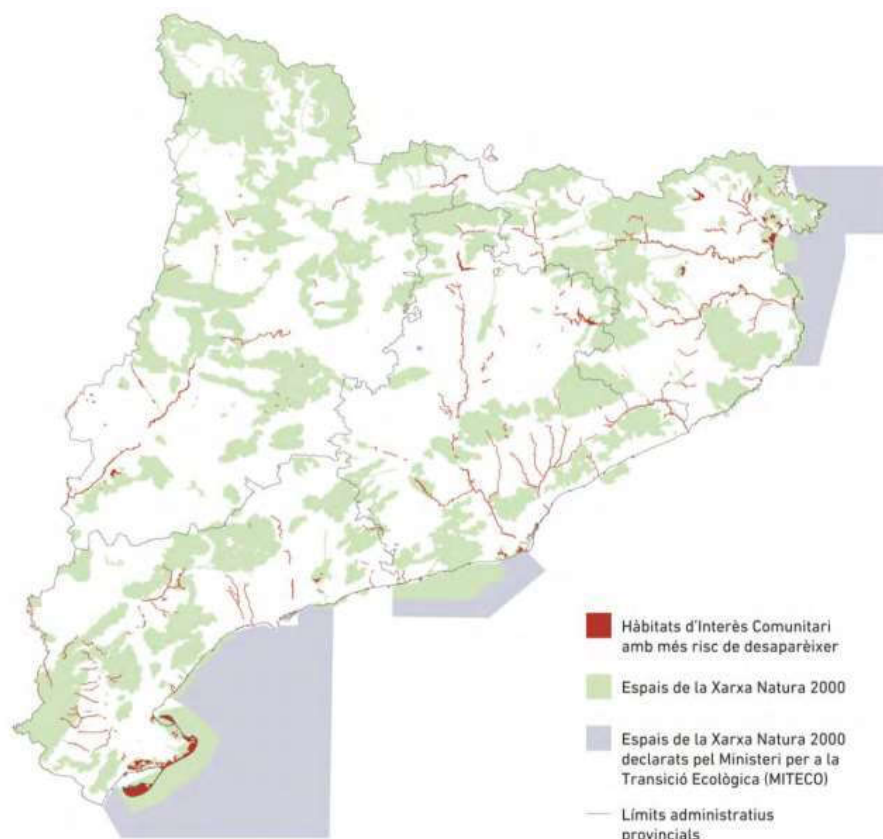 Hàbitats d'Interès Comunitari
amb més risc de desaparèixer
Espais de la Xarxa Natura 2000
Espais de la Xarxa Natura 2000
declarats pel Ministeri per a la
Transició Ecològica (MITECO)
Límits administratius
provincials